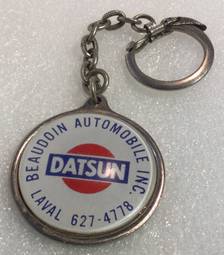 BEAUDOIN AUTOMOBILE INC.
DATSUN
LAVAL 627-4778